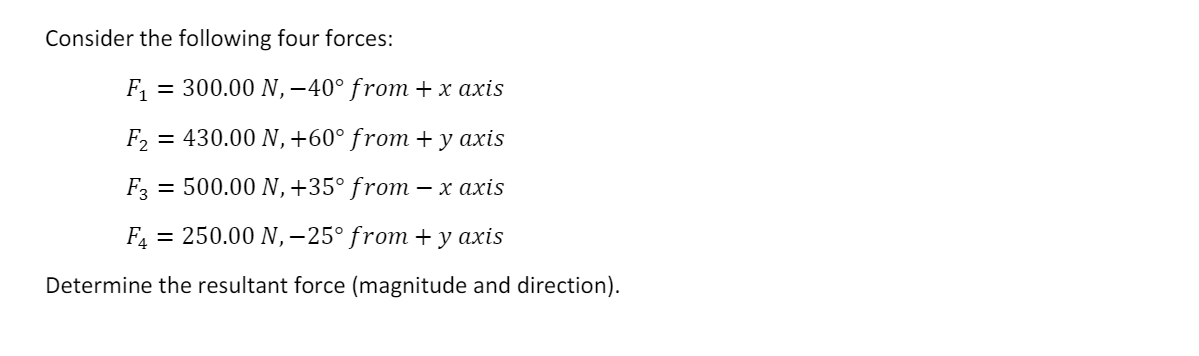 Consider the following four forces:
F₁ = 300.00 N, −40° from + x axis
F₂ = 430.00 N, +60° from + y axis
F₃ = 500.00 N, +35° from − x axis
F₄ = 250.00 N, −25° from + y axis
Determine the resultant force (magnitude and direction).